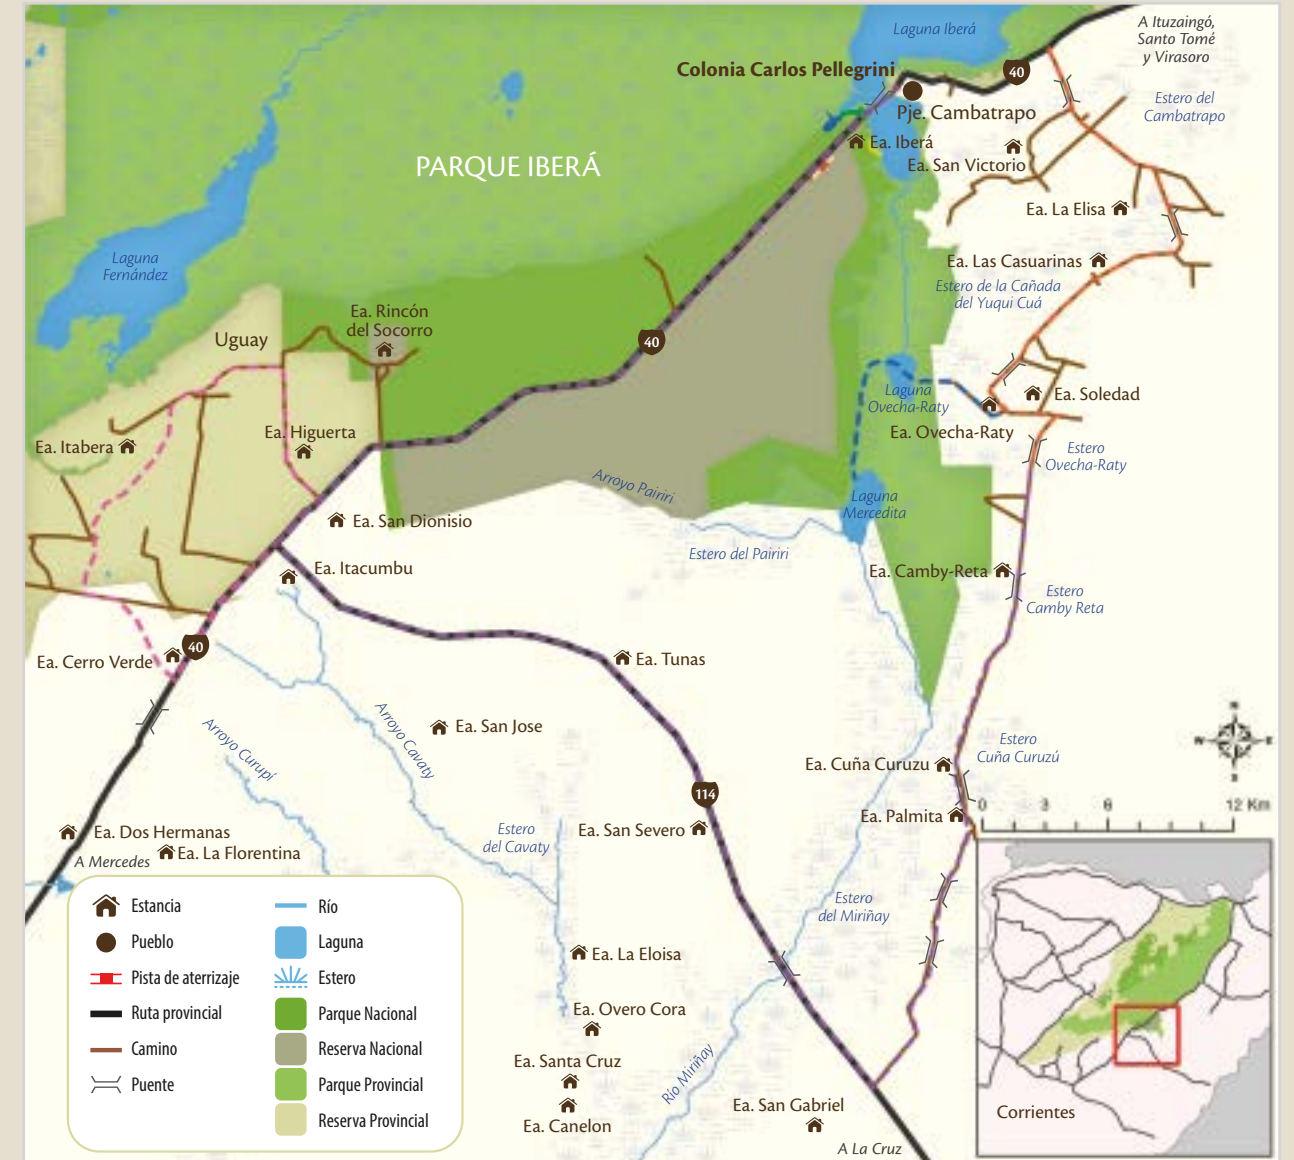 Laguna Iberá
A Ituzaingó,
Santo Tomé
y Virasoro
Colonia Carlos Pellegrini
40
Estero del
Cambatrapo
Pje. Cambatrapo
Ea. Iberá
Ea. San Victorio
PARQUE IBERÁ
Ea. La Elisa
Laguna
Fernández
Ea. Las Casuarinas
Estero de la Cañada
del Yuqui Cuá
Ea. Rincón
del Socorro
Uguay
40
Laguna
Ovecha-Raty
Ea. Soledad
Ea. Ovecha-Raty
Ea. Itabera
Ea. Higuerta
Estero
Ovecha-Raty
Arroyo Pairiri
Laguna
Mercedita
Ea. San Dionisio
Estero del Pairiri
Ea. Itacumbu
Ea. Camby-Reta
Estero
Camby Reta
40
Ea. Cerro Verde
Ea. Tunas
Arroyo Curupí
Arroyo Cavaty
Ea. San Jose
N
W
E
S
Estero
Cuña Curuzú
Ea. Cuña Curuzu
114
0 3 6 12 Km
Ea. Palmita
Ea. San Severo
Estero
del Cavaty
Ea. Dos Hermanas
Ea. La Florentina
A Mercedes
Estero
del Miriñay
Ea. La Eloisa
Ea. Overo Cora
Ea. Santa Cruz
Río Miriñay
Ea. Canelon
Ea. San Gabriel
A La Cruz
Estancia
Pueblo
Pista de aterrizaje
Ruta provincial
Camino
Puente
Río
Laguna
Estero
Parque Nacional
Reserva Nacional
Parque Provincial
Reserva Provincial
Corrientes